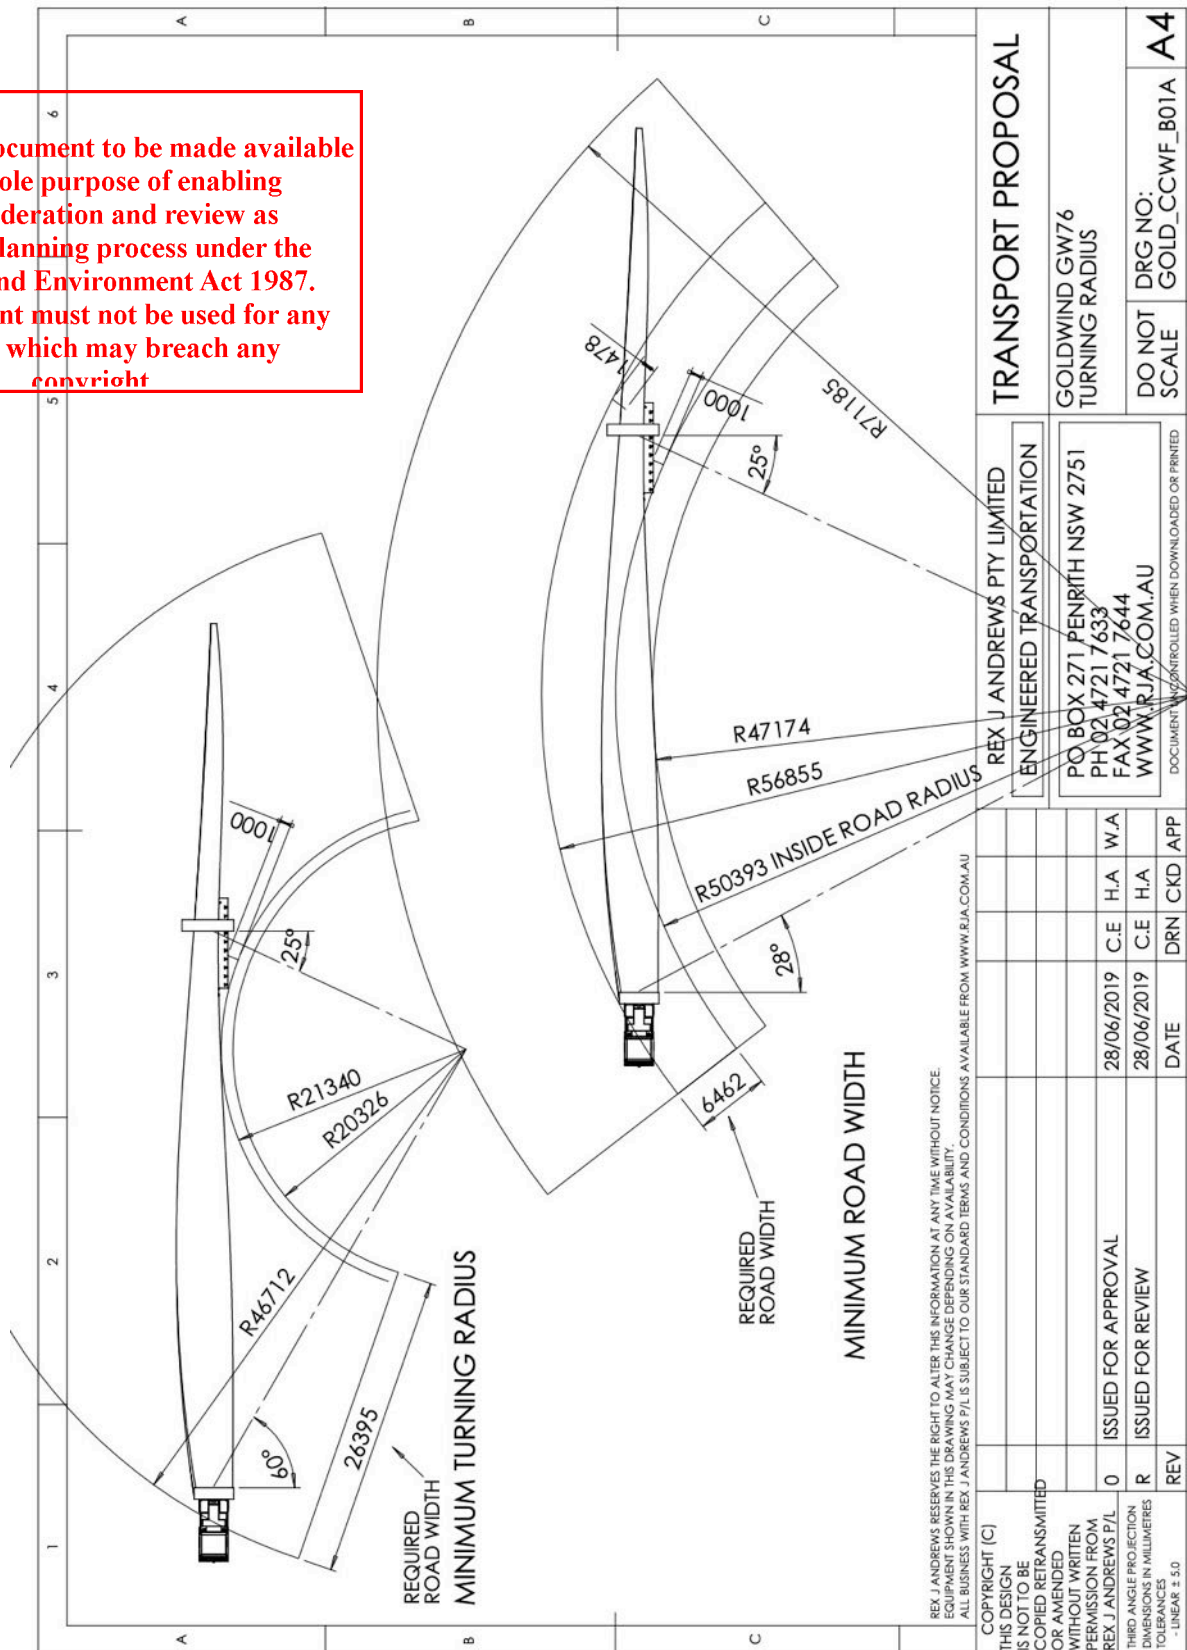 ocument to be made available
ole purpose of enabling
deration and review as
lanning process under the
nd Environment Act 1987.
nt must not be used for any
which may breach any
copyright
1
2
3
4
5
6
A
B
C
A
B
C
R46712
R21340
R20326
1000
25°
60°
26395
REQUIRED
ROAD WIDTH
MINIMUM TURNING RADIUS
1478
1000
25°
R71185
R47174
R56855
R50393 INSIDE ROAD RADIUS
28°
6462
REQUIRED
ROAD WIDTH
MINIMUM ROAD WIDTH
REX J ANDREWS RESERVES THE RIGHT TO ALTER THIS INFORMATION AT ANY TIME WITHOUT NOTICE.
EQUIPMENT SHOWN IN THIS DRAWING MAY CHANGE DEPENDING ON AVAILABILITY.
ALL BUSINESS WITH REX J ANDREWS P/L IS SUBJECT TO OUR STANDARD TERMS AND CONDITIONS AVAILABLE FROM WWW.RJA.COM.AU
COPYRIGHT (C)
THIS DESIGN
IS NOT TO BE
COPIED RETRANSMITTED
OR AMENDED
WITHOUT WRITTEN
PERMISSION FROM
REX J ANDREWS P/L
THIRD ANGLE PROJECTION
DIMENSIONS IN MILLIMETRES
TOLERANCES
- LINEAR ± 5.0
0 ISSUED FOR APPROVAL 28/06/2019 C.E H.A W.A
R ISSUED FOR REVIEW 28/06/2019 C.E H.A
REV DATE DRN CKD APP
REX J ANDREWS PTY LIMITED
ENGINEERED TRANSPORTATION
PO BOX 271 PENRITH NSW 2751
PH 02 4721 7633
FAX 02 4721 7644
WWW.RJA.COM.AU
DOCUMENT UNCONTROLLED WHEN DOWNLOADED OR PRINTED
TRANSPORT PROPOSAL
GOLDWIND GW76
TURNING RADIUS
DO NOT
SCALE
DRG NO:
GOLD_CCWF_B01A
A4